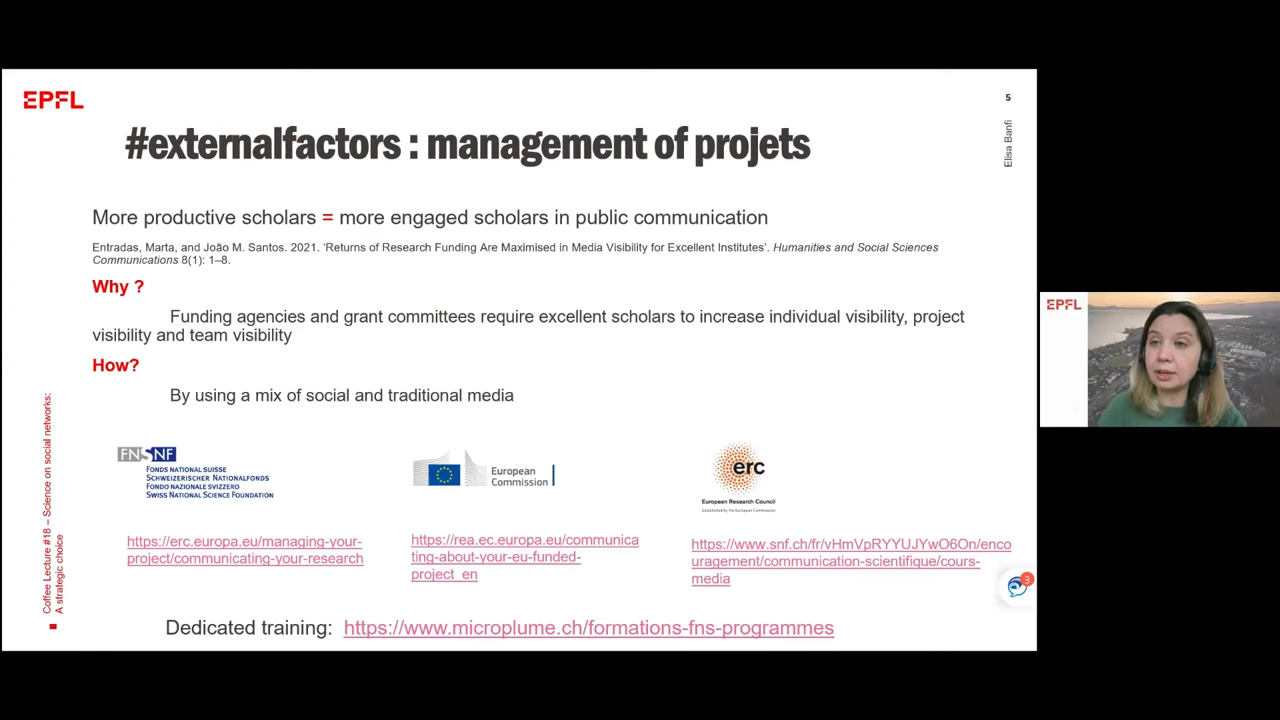 EPFL
5
Elisa Banfi
#externalfactors : management of projets
More productive scholars = more engaged scholars in public communication
Entradas, Marta, and João M. Santos. 2021. ‘Returns of Research Funding Are Maximised in Media Visibility for Excellent Institutes’. Humanities and Social Sciences
Communications 8(1): 1–8.
Why ?
Funding agencies and grant committees require excellent scholars to increase individual visibility, project
visibility and team visibility
How?
By using a mix of social and traditional media
FNSNF
FONDS NATIONAL SUISSE
SCHWEIZERISCHER NATIONALFONDS
FONDO NAZIONALE SVIZZERO
SWISS NATIONAL SCIENCE FOUNDATION
https://erc.europa.eu/managing-your-
project/communicating-your-research
European
Commission
https://rea.ec.europa.eu/communica
ting-about-your-eu-funded-
project_en
erc
European Research Council
Established by the European Commission
https://www.snf.ch/fr/vHmVpRYYUJYwO6On/enco
uragement/communication-scientifique/cours-
media
3
Dedicated training: https://www.microplume.ch/formations-fns-programmes
Coffee Lecture #18 – Science on social networks:
A strategic choice
EPFL